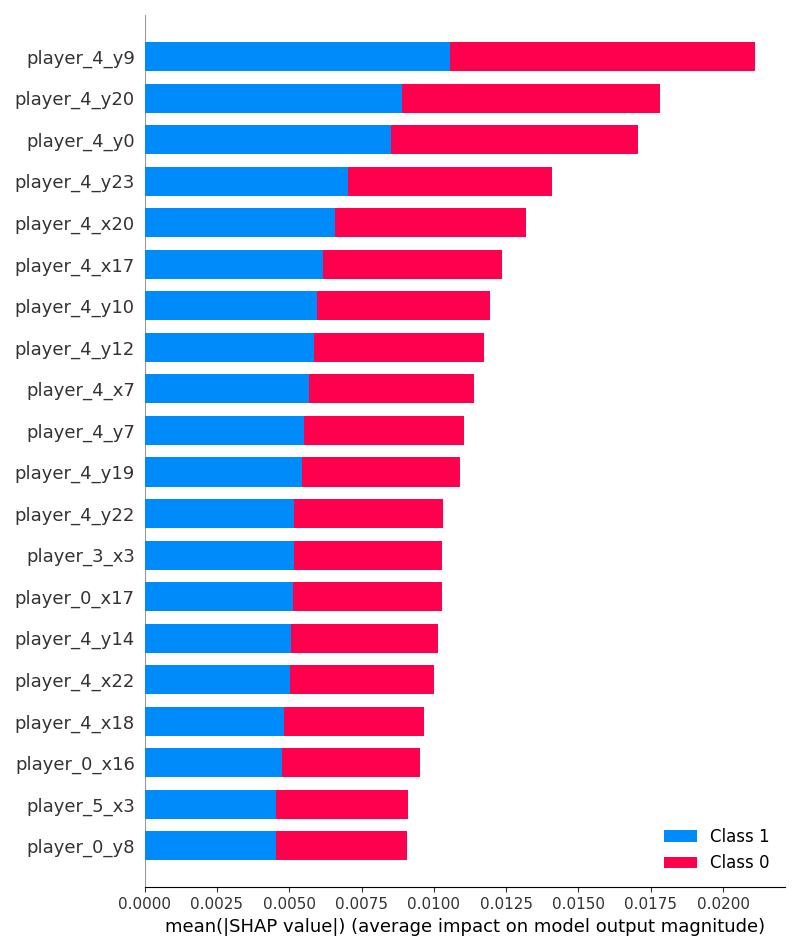 player_4_y9
player_4_y20
player_4_y0
player_4_y23
player_4_x20
player_4_x17
player_4_y10
player_4_y12
player_4_x7
player_4_y7
player_4_y19
player_4_y22
player_3_x3
player_0_x17
player_4_y14
player_4_x22
player_4_x18
player_0_x16
player_5_x3
player_0_y8
Class 1
Class 0
0.0000 0.0025 0.0050 0.0075 0.0100 0.0125 0.0150 0.0175 0.0200
mean(|SHAP value|) (average impact on model output magnitude)